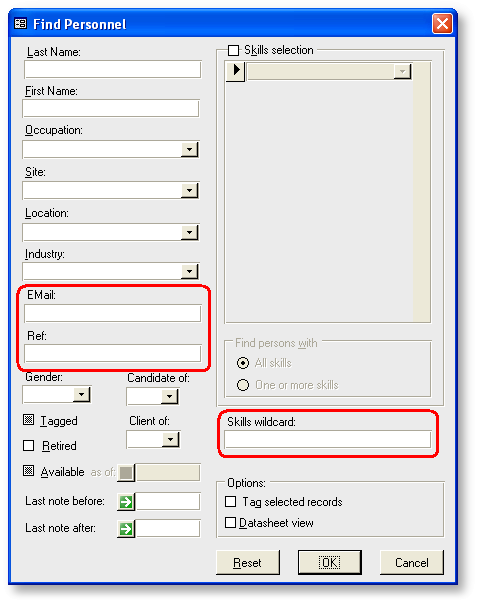 Find Personnel
Last Name:
First Name:
Occupation:
Site:
Location:
Industry:
EMail:
Ref:
Gender:
Candidate of:
Tagged
Client of:
Retired
Available as of:
Last note before:
Last note after:
Skills selection
Find persons with
All skills
One or more skills
Skills wildcard:
Options:
Tag selected records
Datasheet view
Reset
OK
Cancel